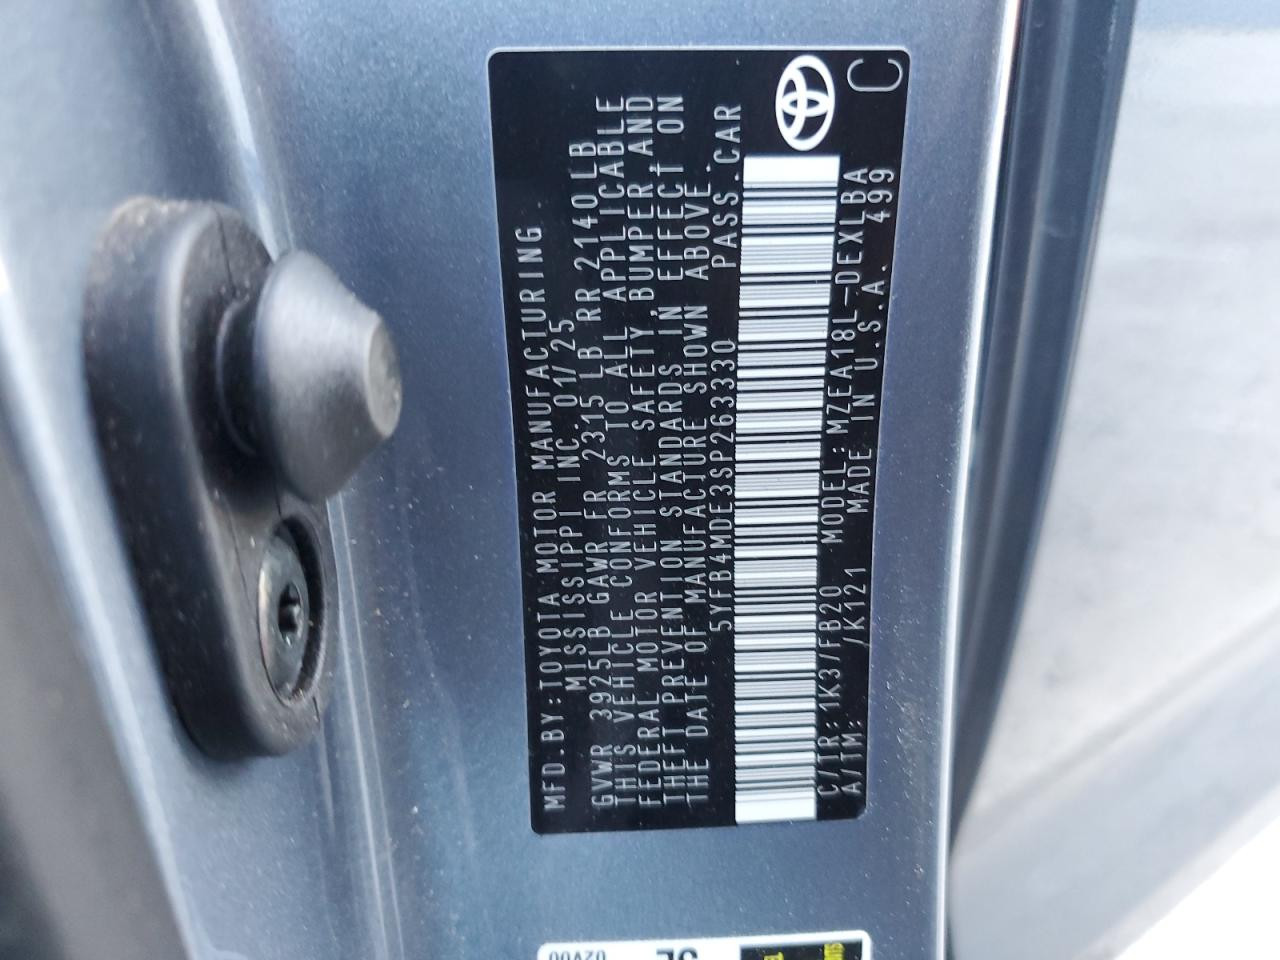 MFD.BY:TOYOTA MOTOR MANUFACTURING
MISSISSIPPI INC. 01/25
GVWR 3925LB GAWR FR 2315 LB RR 2140LB
THIS VEHICLE CONFORMS TO ALL APPLICABLE
FEDERAL MOTOR VEHICLE SAFETY,BUMPER,AND
THEFT PREVENTION STANDARDS IN EFFECT ON
THE DATE OF MANUFACTURE SHOWN ABOVE.
5YFB4MDE3SP263330 PASS.CAR
C/TR:1K3/FB20 MODEL:MZEA18L-DEXLBA
A/TM: /K121 MADE IN U.S.A. 499
C